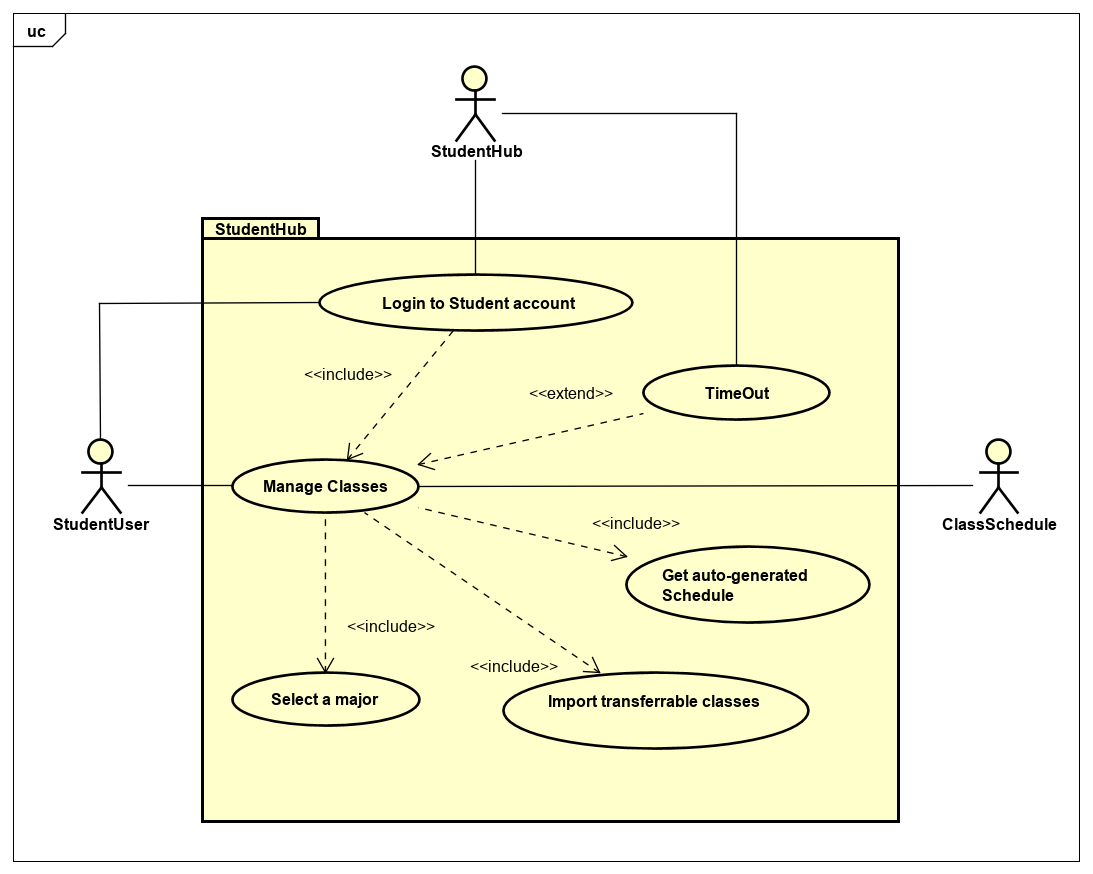 uc
StudentHub
StudentHub
Login to Student account
<<include>>
<<extend>>
TimeOut
Manage Classes
StudentUser
ClassSchedule
<<include>>
Get auto-generated
Schedule
<<include>>
<<include>>
Select a major
Import transferrable classes